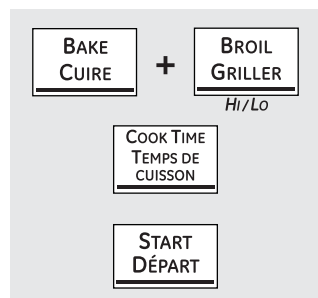 BAKE
CUIRE
+
BROIL
GRILLER
HI/LO
COOK TIME
TEMPS DE
CUISSON
START
DÉPART